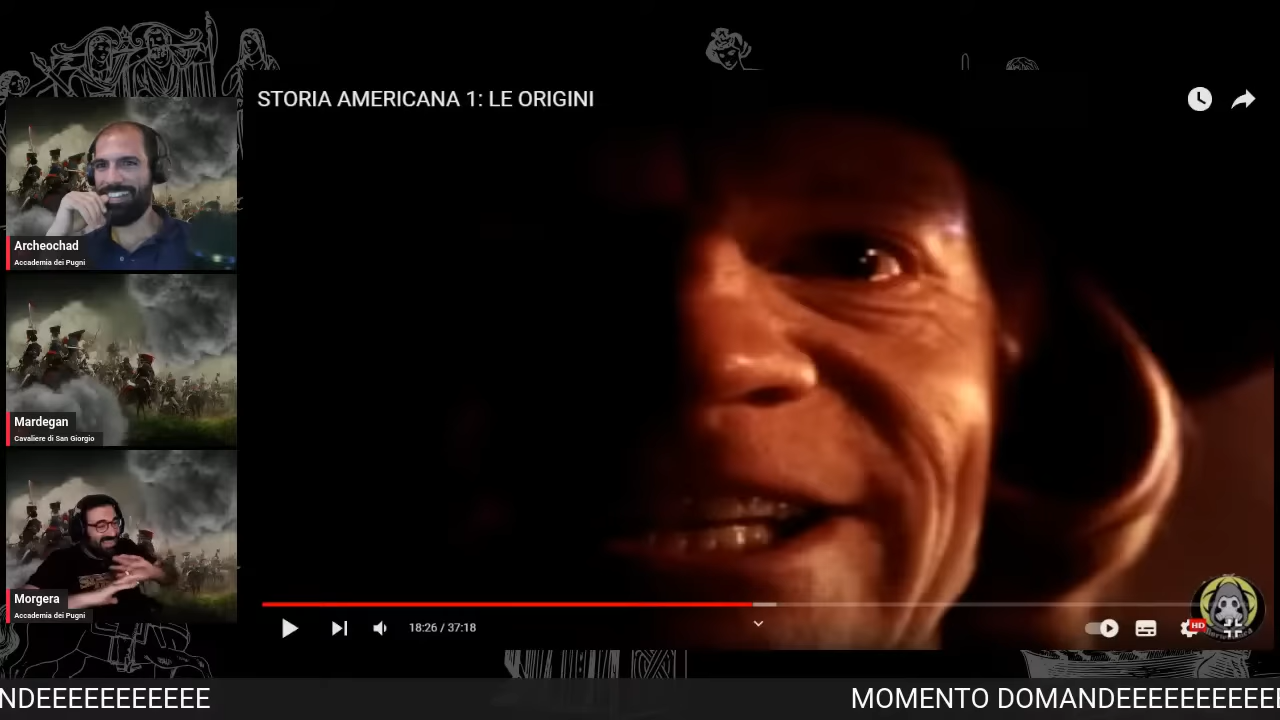 STORIA AMERICANA 1: LE ORIGINI
Archeochad
Accademia dei Pugni
Mardegan
Cavaliere di San Giorgio
Morgera
Accademia dei Pugni
18:26 / 37:18
HD
NDEEEEEEEEEEE
MOMENTO DOMANDEEEEEEEEEEE